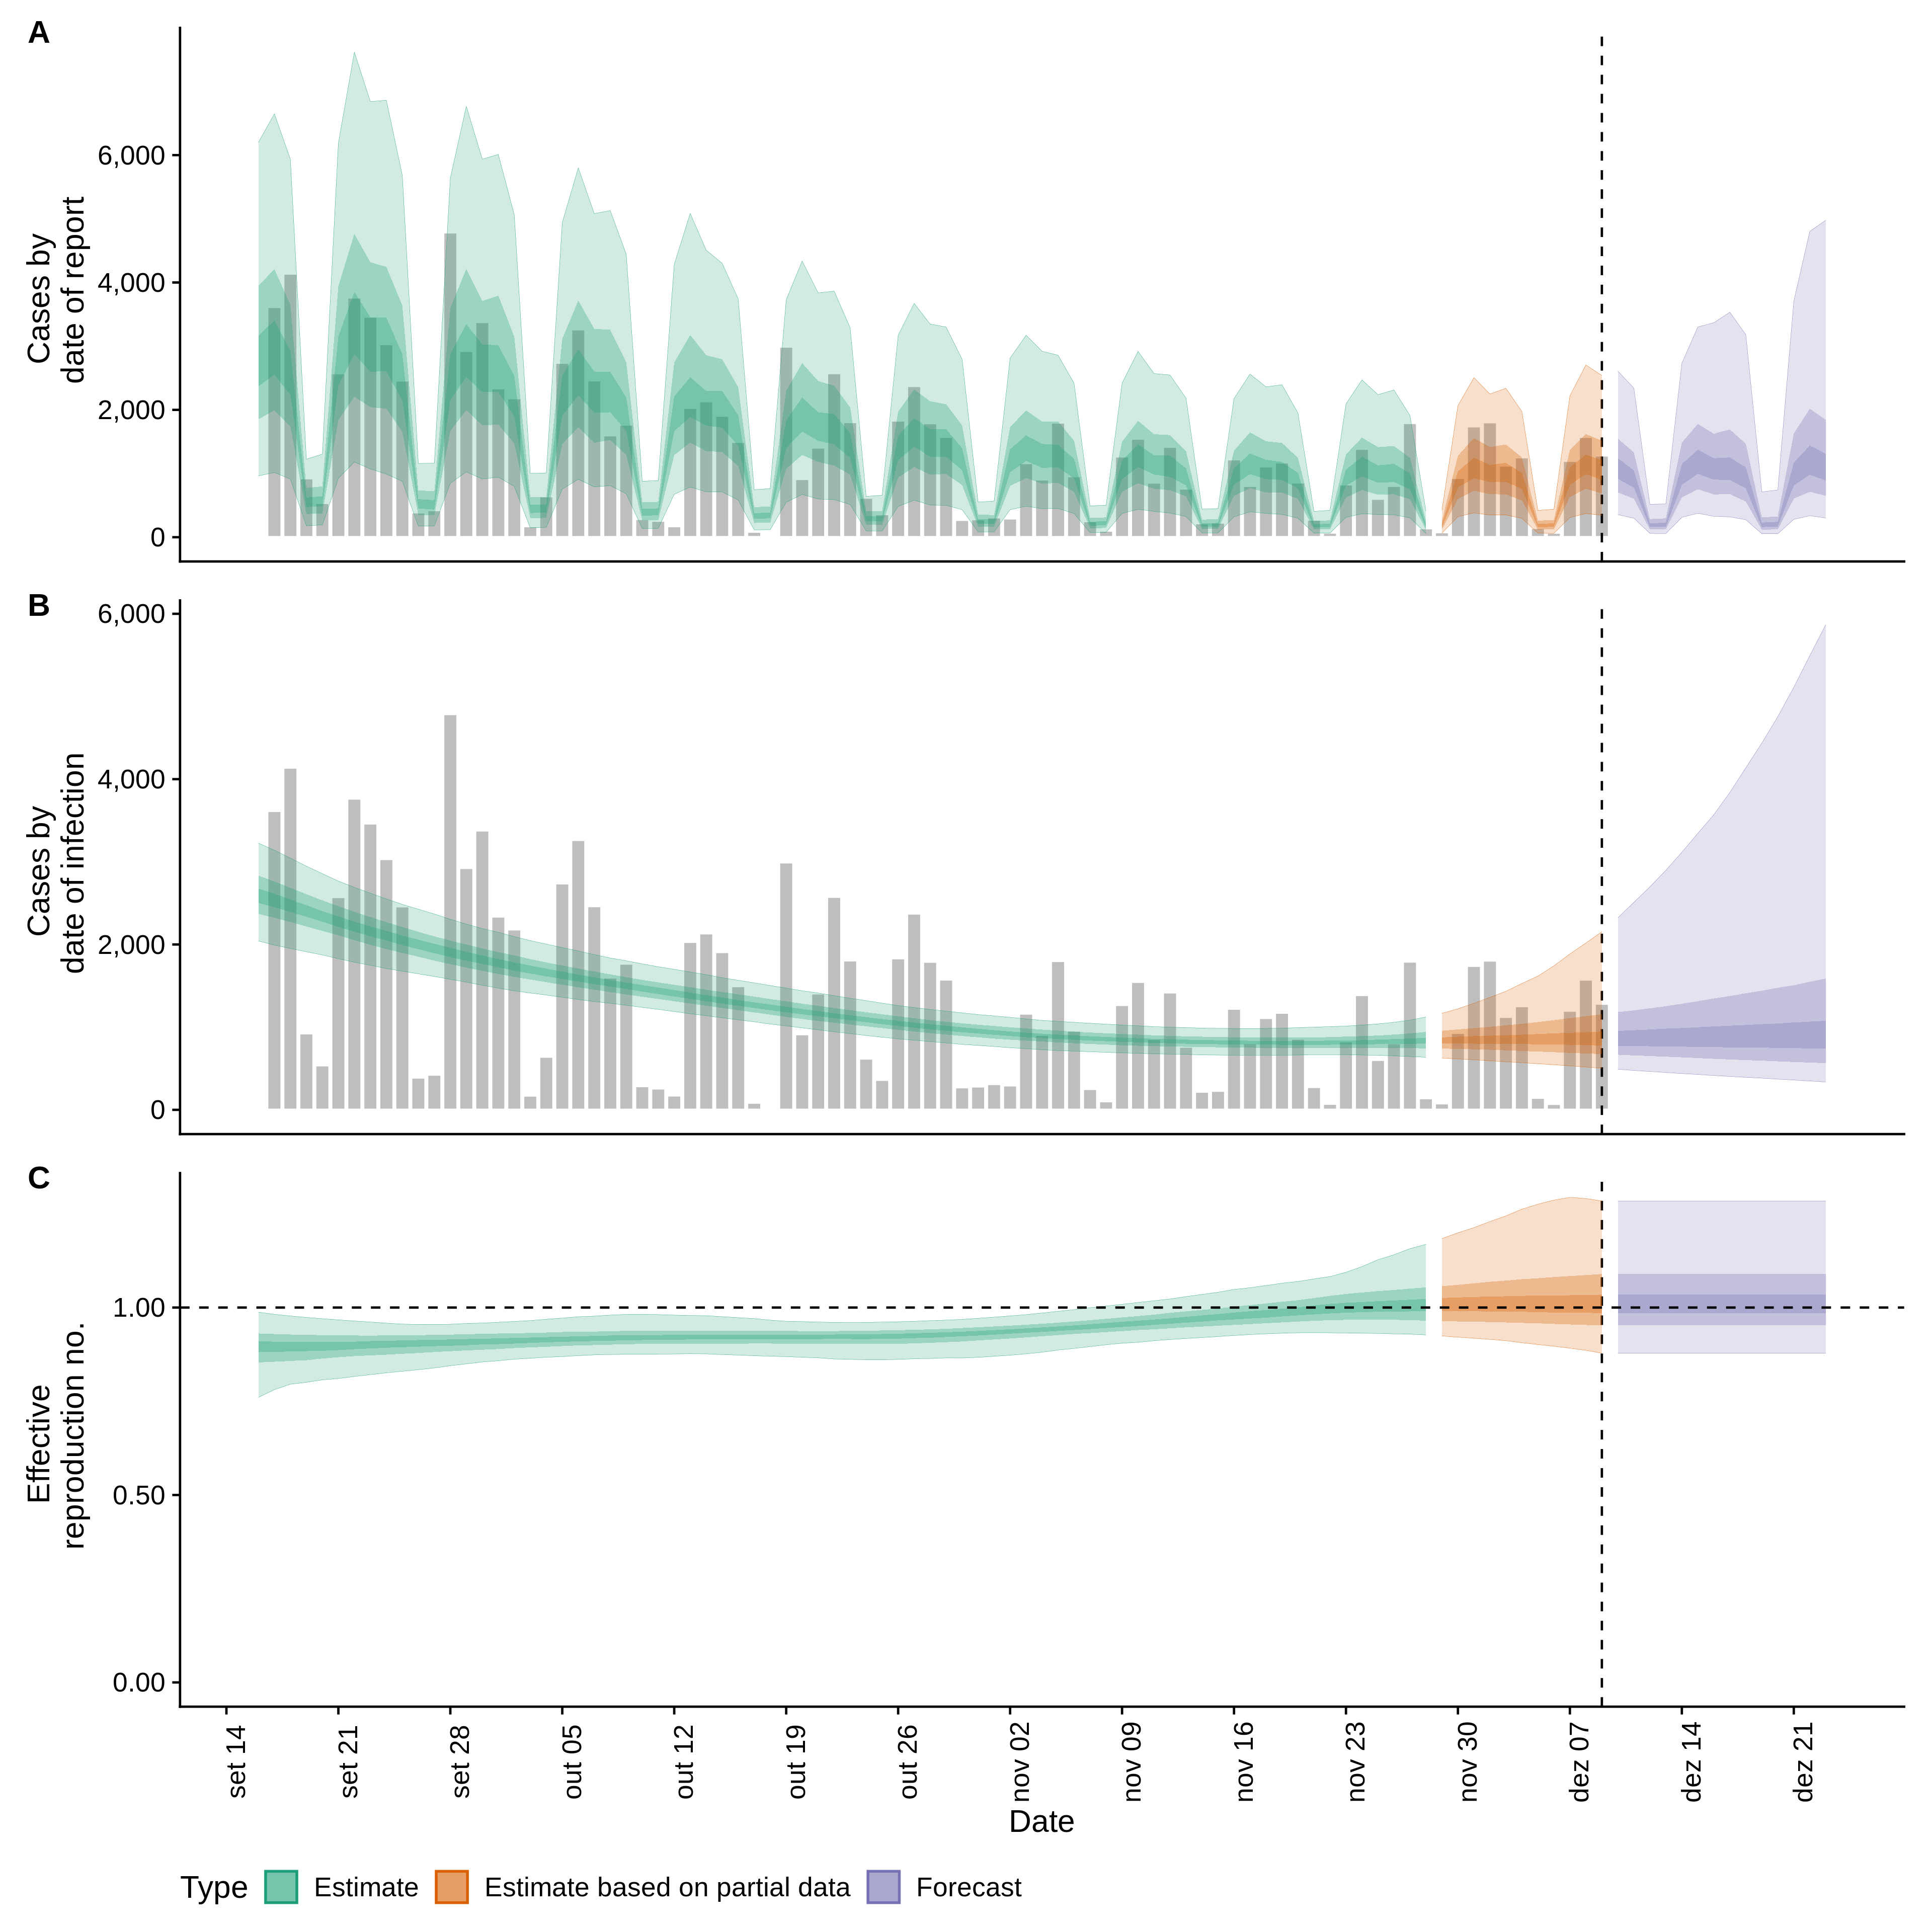 A
6,000
4,000
2,000
0
Cases by
date of report
B
6,000
4,000
2,000
0
Cases by
date of infection
C
1.00
0.50
0.00
Effective
reproduction no.
set 14
set 21
set 28
out 05
out 12
out 19
out 26
nov 02
nov 09
nov 16
nov 23
nov 30
dez 07
dez 14
dez 21
Date
Type Estimate Estimate based on partial data Forecast